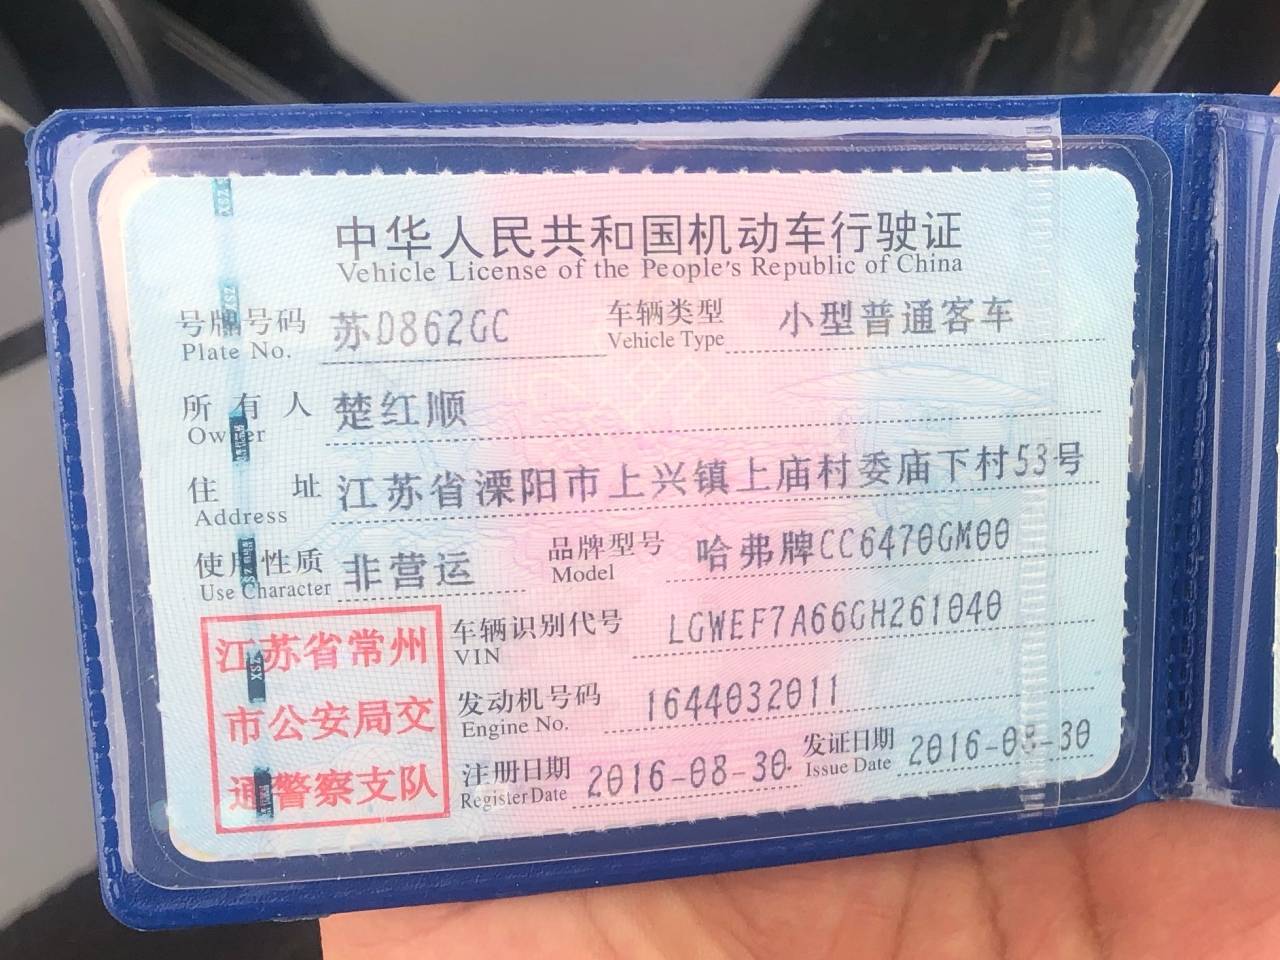 中华人民共和国机动车行驶证
Vehicle License of the People's Republic of China
号牌号码 苏D862GC 车辆类型 小型普通客车
Plate No. Vehicle Type
所有人 楚红顺
Owner
住址 江苏省溧阳市上兴镇上庙村委庙下村53号
Address
使用性质 非营运 品牌型号 哈弗牌CC6470GM00
Use Character Model
车辆识别代号 LGWEF7A66GH261040
VIN
发动机号码 1644032011
Engine No.
注册日期 2016-08-30 发证日期 2016-08-30
Register Date Issue Date
江苏省常州
市公安局交
通警察支队